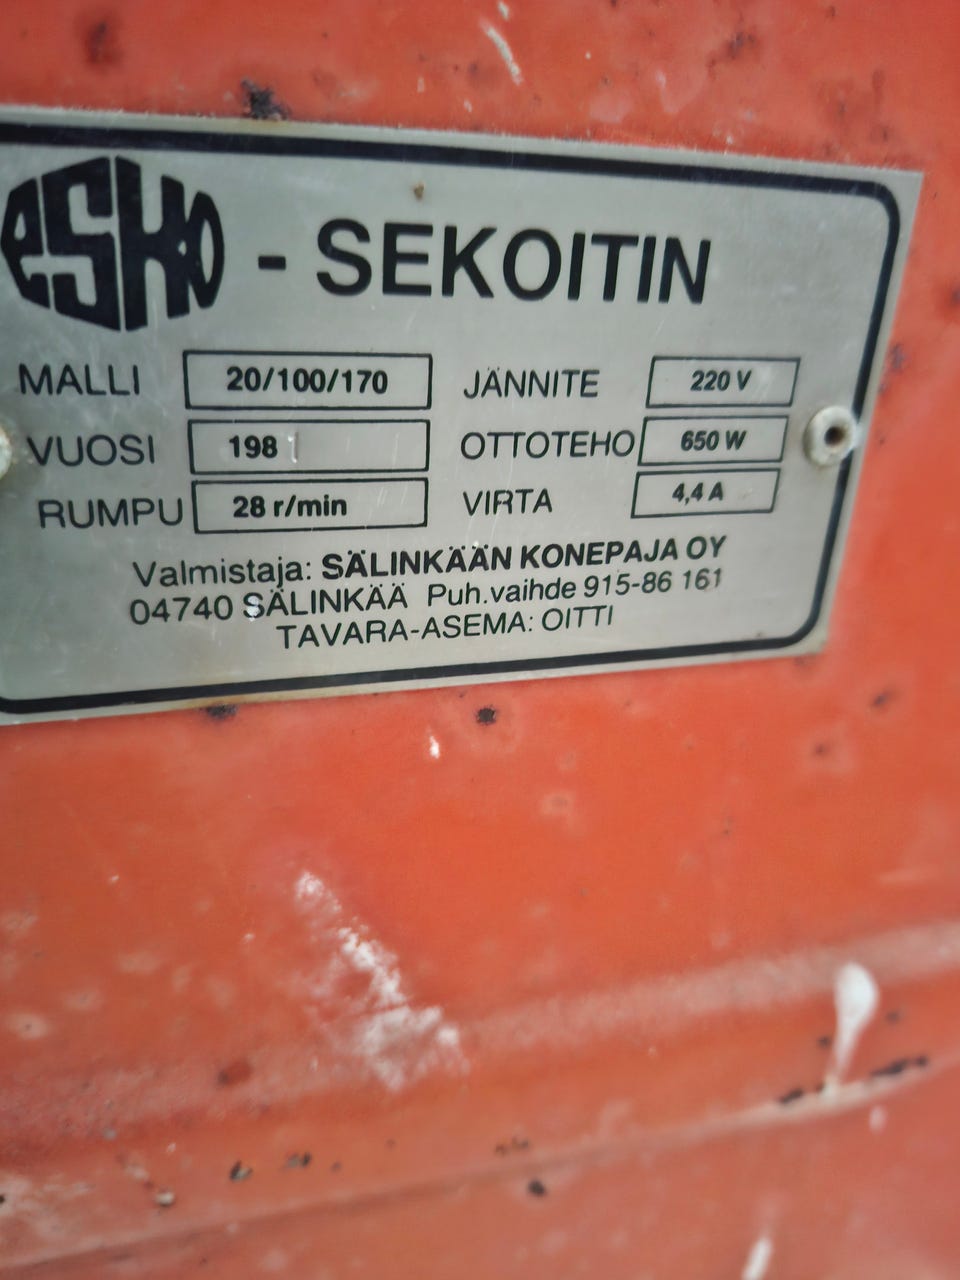 esko - SEKOITIN
MALLI 20/100/170 JÄNNITE 220 V
VUOSI 198 OTTOTEHO 650 W
RUMPU 28 r/min VIRTA 4,4 A
Valmistaja: SÄLINKÄÄN KONEPAJA OY
04740 SÄLINKÄÄ Puh.vaihde 915-86 161
TAVARA-ASEMA: OITTI